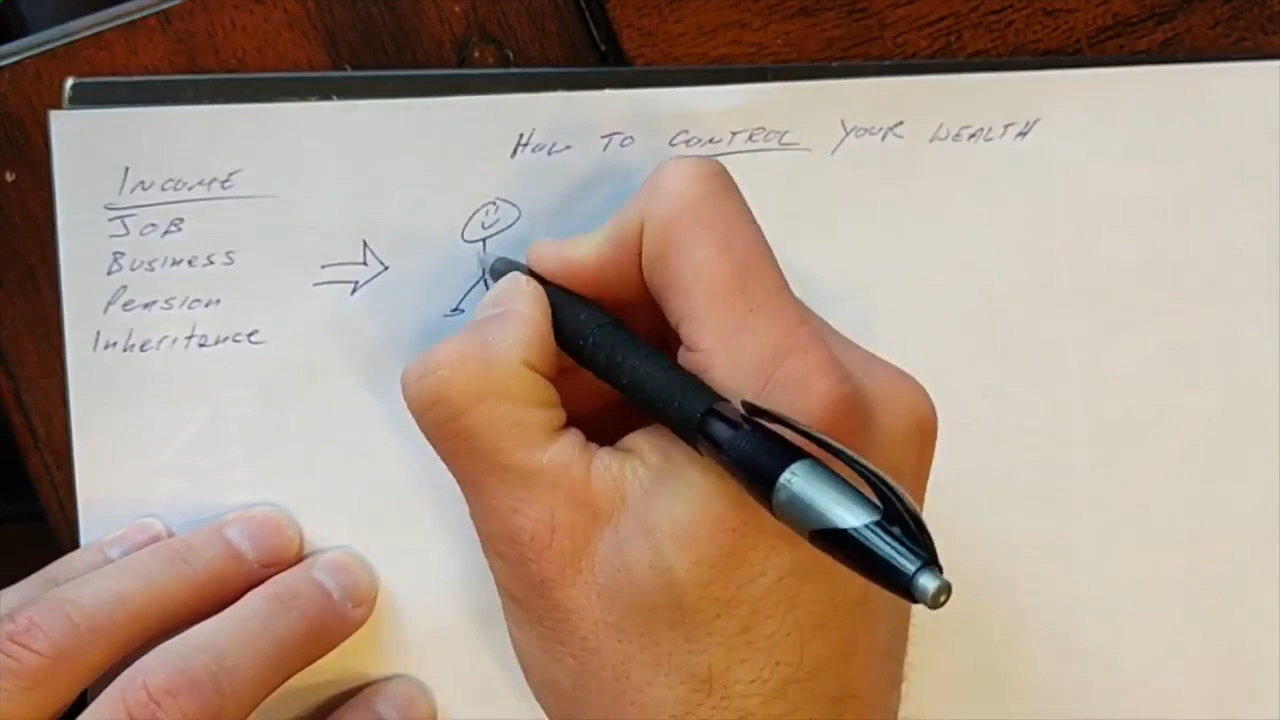 HOW TO CONTROL YOUR WEALTH
INCOME
JOB
Business
Pension
Inheritance